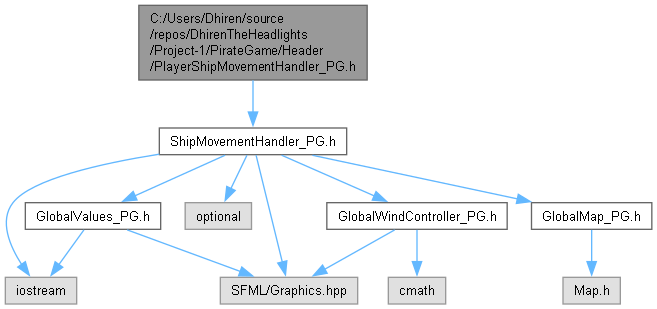 C:/Users/Dhiren/source
/repos/DhirenTheHeadlights
/Project-1/PirateGame/Header
/PlayerShipMovementHandler_PG.h
ShipMovementHandler_PG.h
GlobalValues_PG.h
optional
GlobalWindController_PG.h
GlobalMap_PG.h
iostream
SFML/Graphics.hpp
cmath
Map.h